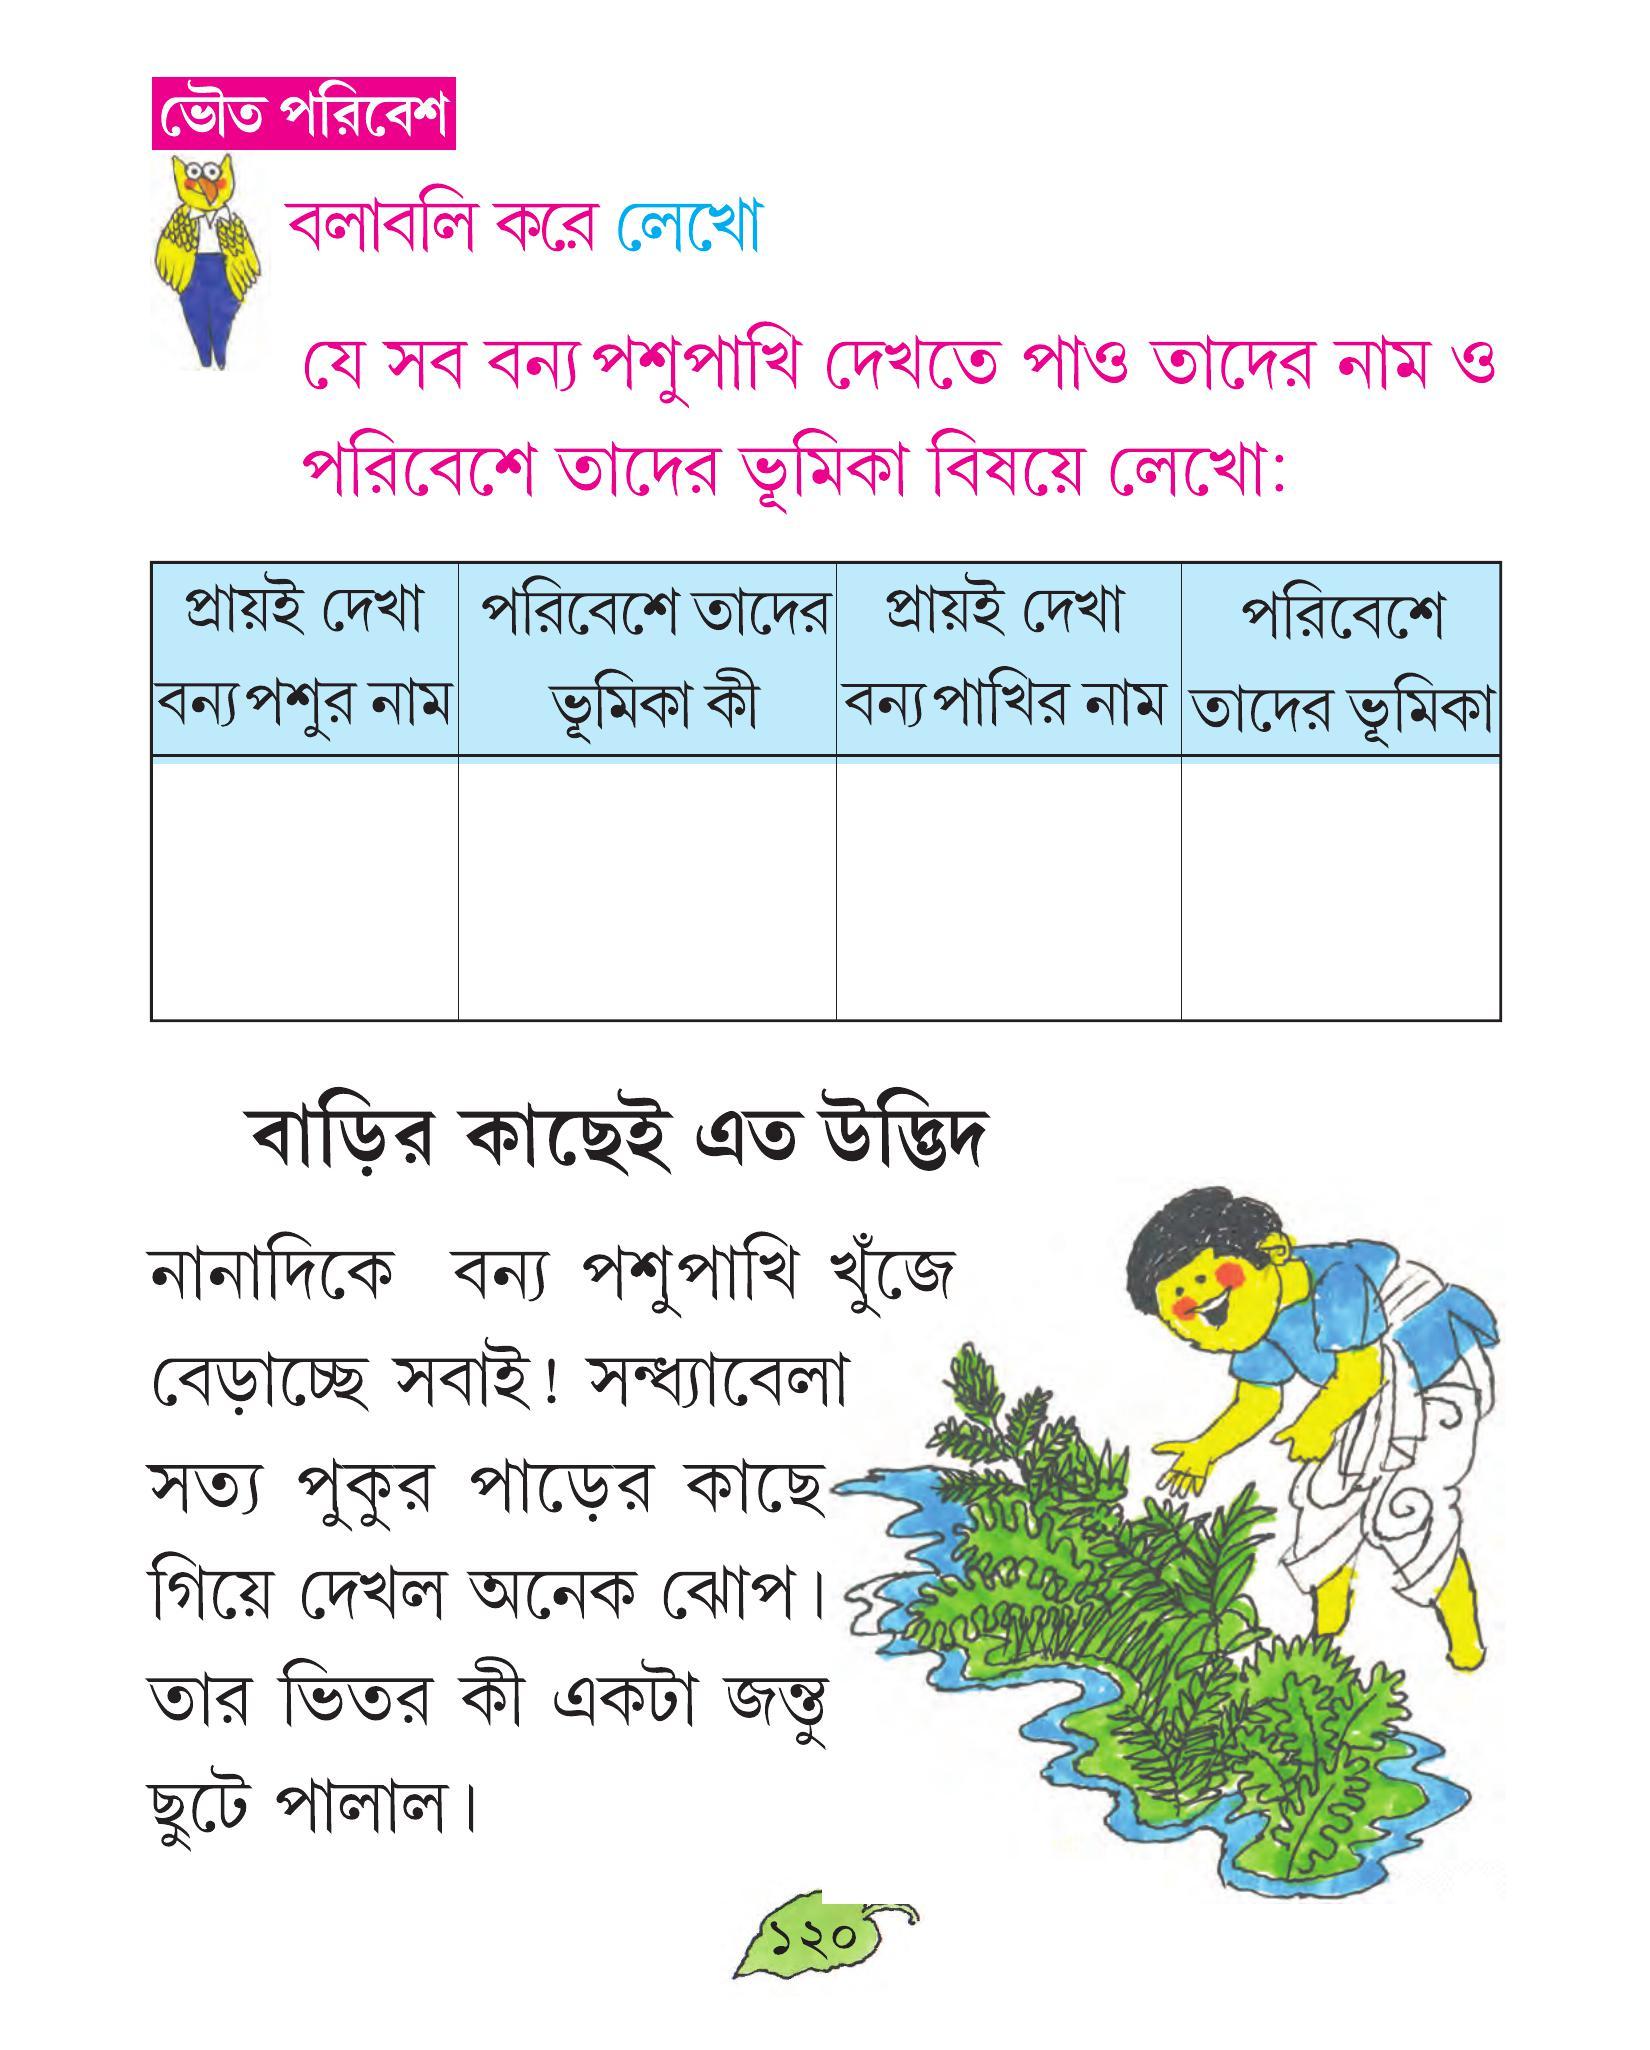 ভৌত পরিবেশ
বলাবলি করে লেখো
যে সব বন্য পশুপাখি দেখতে পাও তাদের নাম ও
পরিবেশে তাদের ভূমিকা বিষয়ে লেখো:
প্রায়ই দেখা
বন্য পশুর নাম
পরিবেশে তাদের
ভূমিকা কী
প্রায়ই দেখা
বন্য পাখির নাম
পরিবেশে
তাদের ভূমিকা
বাড়ির কাছেই এত উদ্ভিদ
নানাদিকে বন্য পশুপাখি খুঁজে
বেড়াচ্ছে সবাই! সন্ধ্যাবেলা
সত্য পুকুর পাড়ের কাছে
গিয়ে দেখল অনেক ঝোপ।
তার ভিতর কী একটা জন্তু
ছুটে পালাল।
১২০